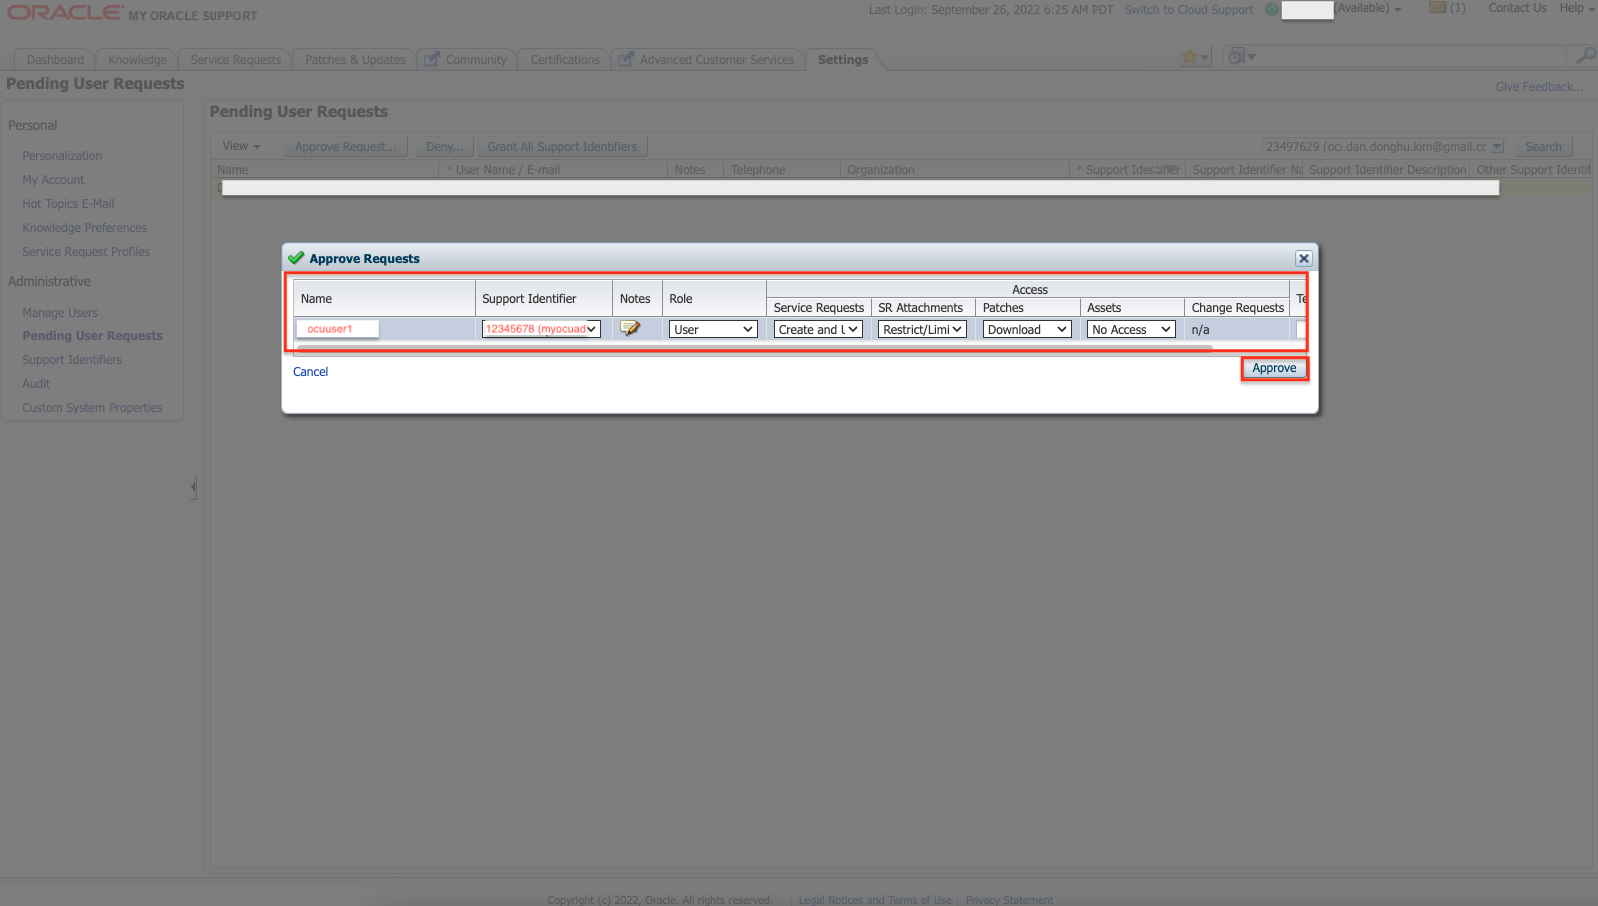 ORACLE MY ORACLE SUPPORT
Last Login: September 26, 2022 6:25 AM PDT Switch to Cloud Support (Available) (1) Contact Us Help
Dashboard Knowledge Service Requests Patches & Updates Community Certifications Advanced Customer Services Settings
Pending User Requests
Give Feedback...
Personal
Personalization
My Account
Hot Topics E-Mail
Knowledge Preferences
Service Request Profiles
Administrative
Manage Users
Pending User Requests
Support Identifiers
Audit
Custom System Properties
Pending User Requests
View Approve Request... Deny... Grant All Support Identifiers 23497629 (oci.dan.donghu.kim@gmail.cc Search
Name * User Name / E-mail Notes Telephone Organization * Support Identifier Support Identifier Na Support Identifier Description Other Support Identif
Approve Requests
Name Support Identifier Notes Role Access Te
Service Requests SR Attachments Patches Assets Change Requests
ocuuser1 12345678 (myocuad User Create and U Restrict/Limi Download No Access n/a
Cancel Approve
Copyright (c) 2022, Oracle. All rights reserved. | Legal Notices and Terms of Use | Privacy Statement